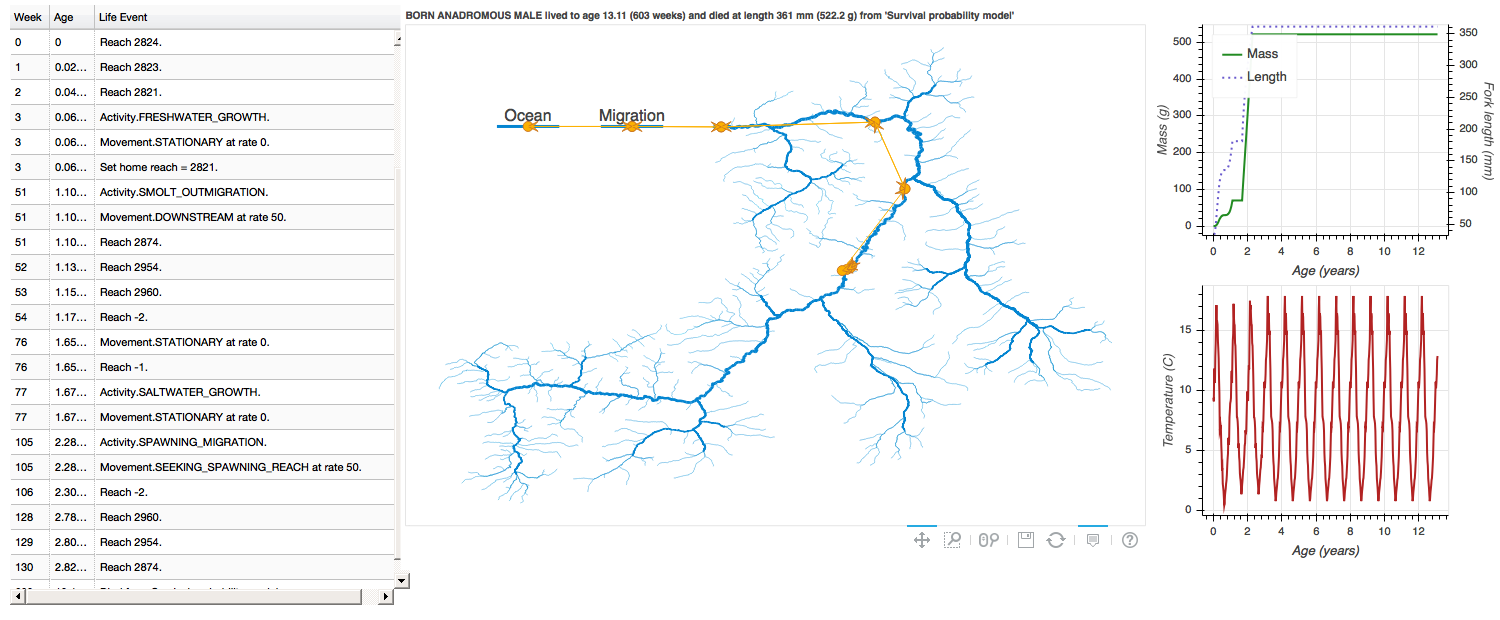 Week Age Life Event
0 0 Reach 2824.
1 0.02... Reach 2823.
2 0.04... Reach 2821.
3 0.06... Activity.FRESHWATER_GROWTH.
3 0.06... Movement.STATIONARY at rate 0.
3 0.06... Set home reach = 2821.
51 1.10... Activity.SMOLT_OUTMIGRATION.
51 1.10... Movement.DOWNSTREAM at rate 50.
51 1.10... Reach 2874.
52 1.13... Reach 2954.
53 1.15... Reach 2960.
54 1.17... Reach -2.
76 1.65... Movement.STATIONARY at rate 0.
76 1.65... Reach -1.
77 1.67... Activity.SALTWATER_GROWTH.
77 1.67... Movement.STATIONARY at rate 0.
105 2.28... Activity.SPAWNING_MIGRATION.
105 2.28... Movement.SEEKING_SPAWNING_REACH at rate 50.
106 2.30... Reach -2.
128 2.78... Reach 2960.
129 2.80... Reach 2954.
130 2.82... Reach 2874.
BORN ANADROMOUS MALE lived to age 13.11 (603 weeks) and died at length 361 mm (522.2 g) from 'Survival probability model'
Ocean
Migration
Mass (g)
500
400
300
200
100
0
Mass
Length
350
300
250
200
150
100
50
Fork length (mm)
0 2 4 6 8 10 12
Age (years)
Temperature (C)
15
10
5
0
0 2 4 6 8 10 12
Age (years)